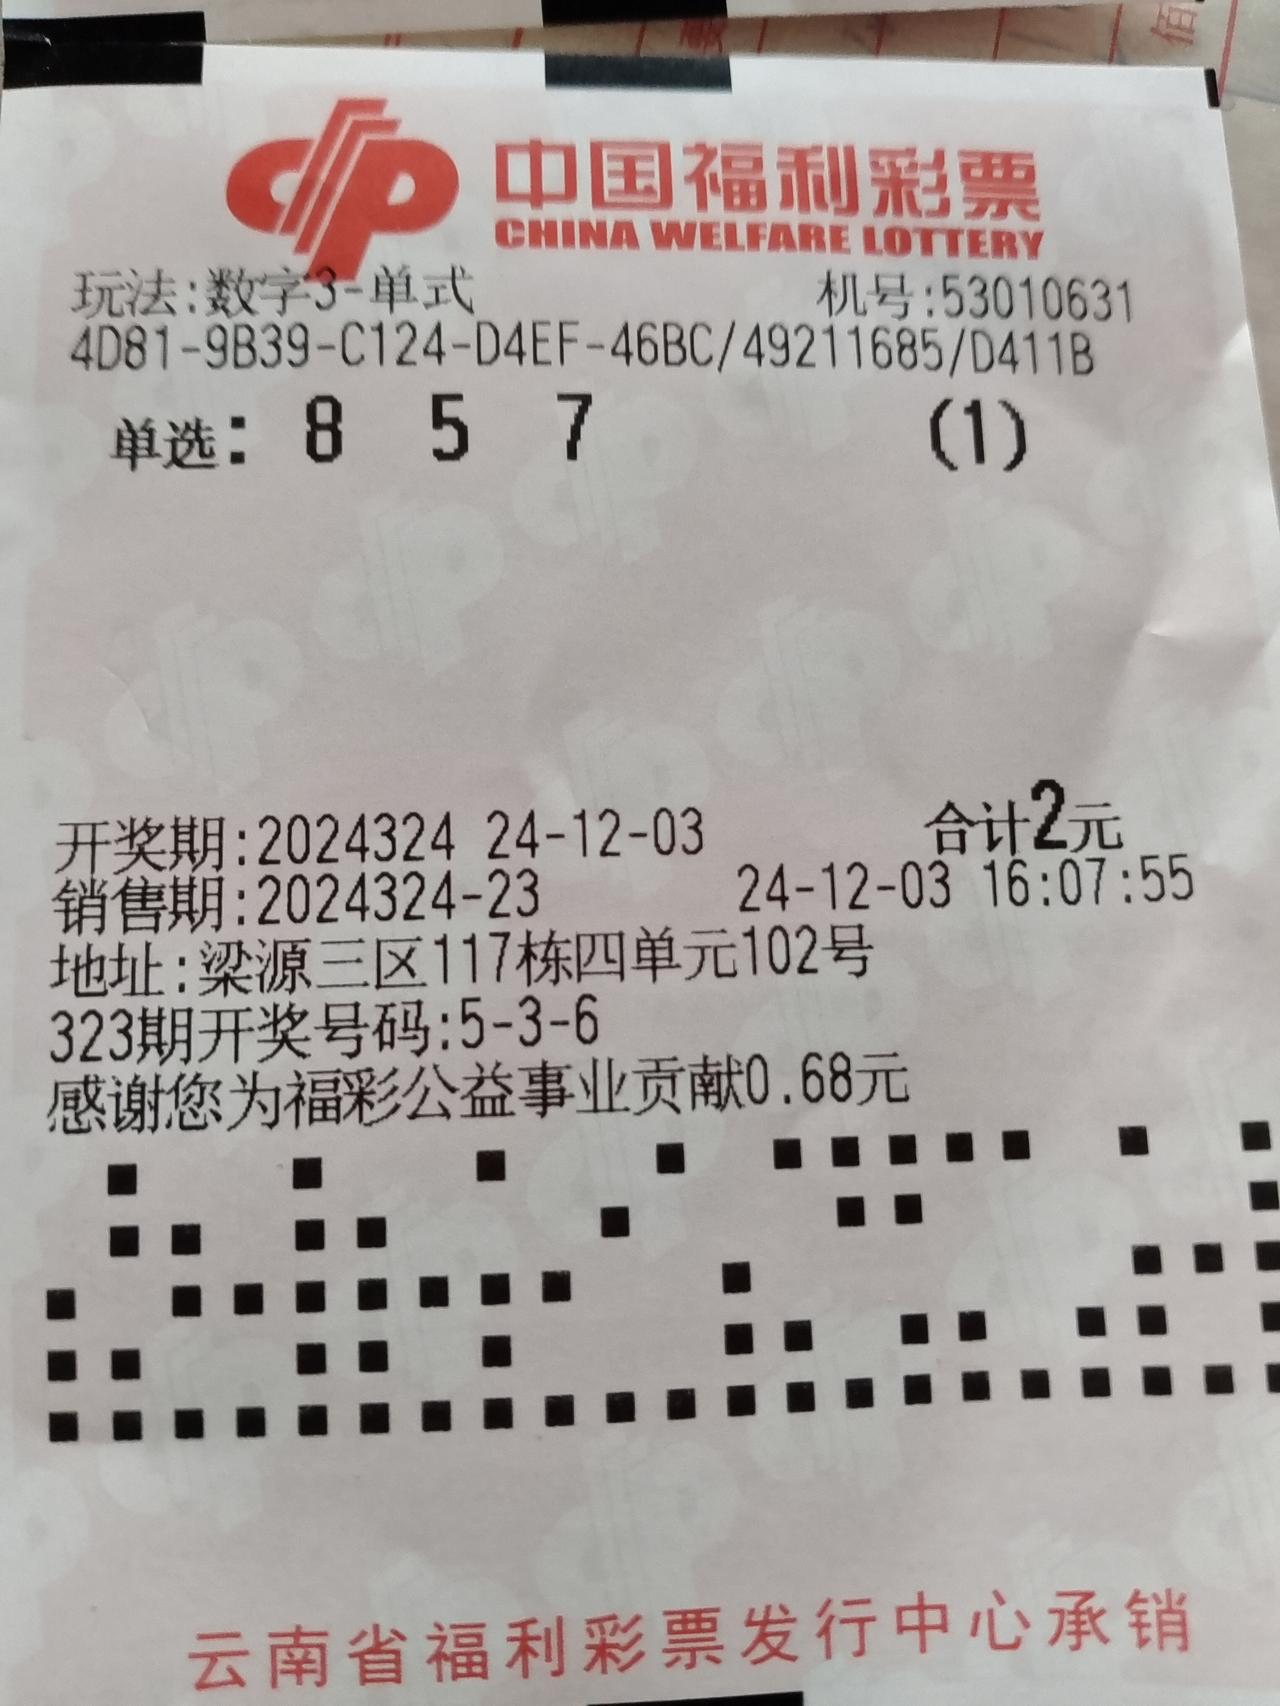 中国福利彩票
CHINA WELFARE LOTTERY
玩法:数字3-单式 机号:53010631
4D81-9B39-C124-D4EF-46BC/49211685/D411B
单选: 8 5 7 (1)
开奖期:2024324 24-12-03 合计2元
销售期:2024324-23 24-12-03 16:07:55
地址:梁源三区117栋四单元102号
323期开奖号码:5-3-6
感谢您为福彩公益事业贡献0.68元
云南省福利彩票发行中心承销